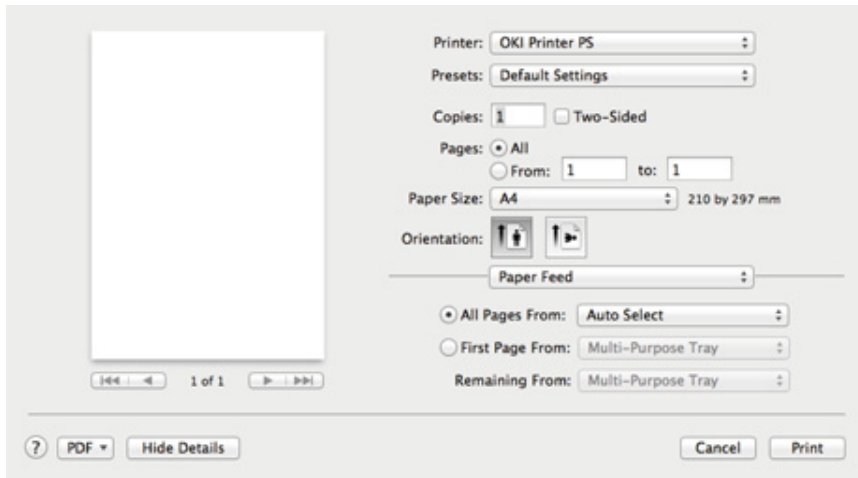 Printer: OKI Printer PS
Presets: Default Settings
Copies: 1 Two-Sided
Pages: All
From: 1 to: 1
Paper Size: A4 210 by 297 mm
Orientation:
Paper Feed
All Pages From: Auto Select
First Page From: Multi-Purpose Tray
Remaining From: Multi-Purpose Tray
1 of 1
? PDF Hide Details Cancel Print